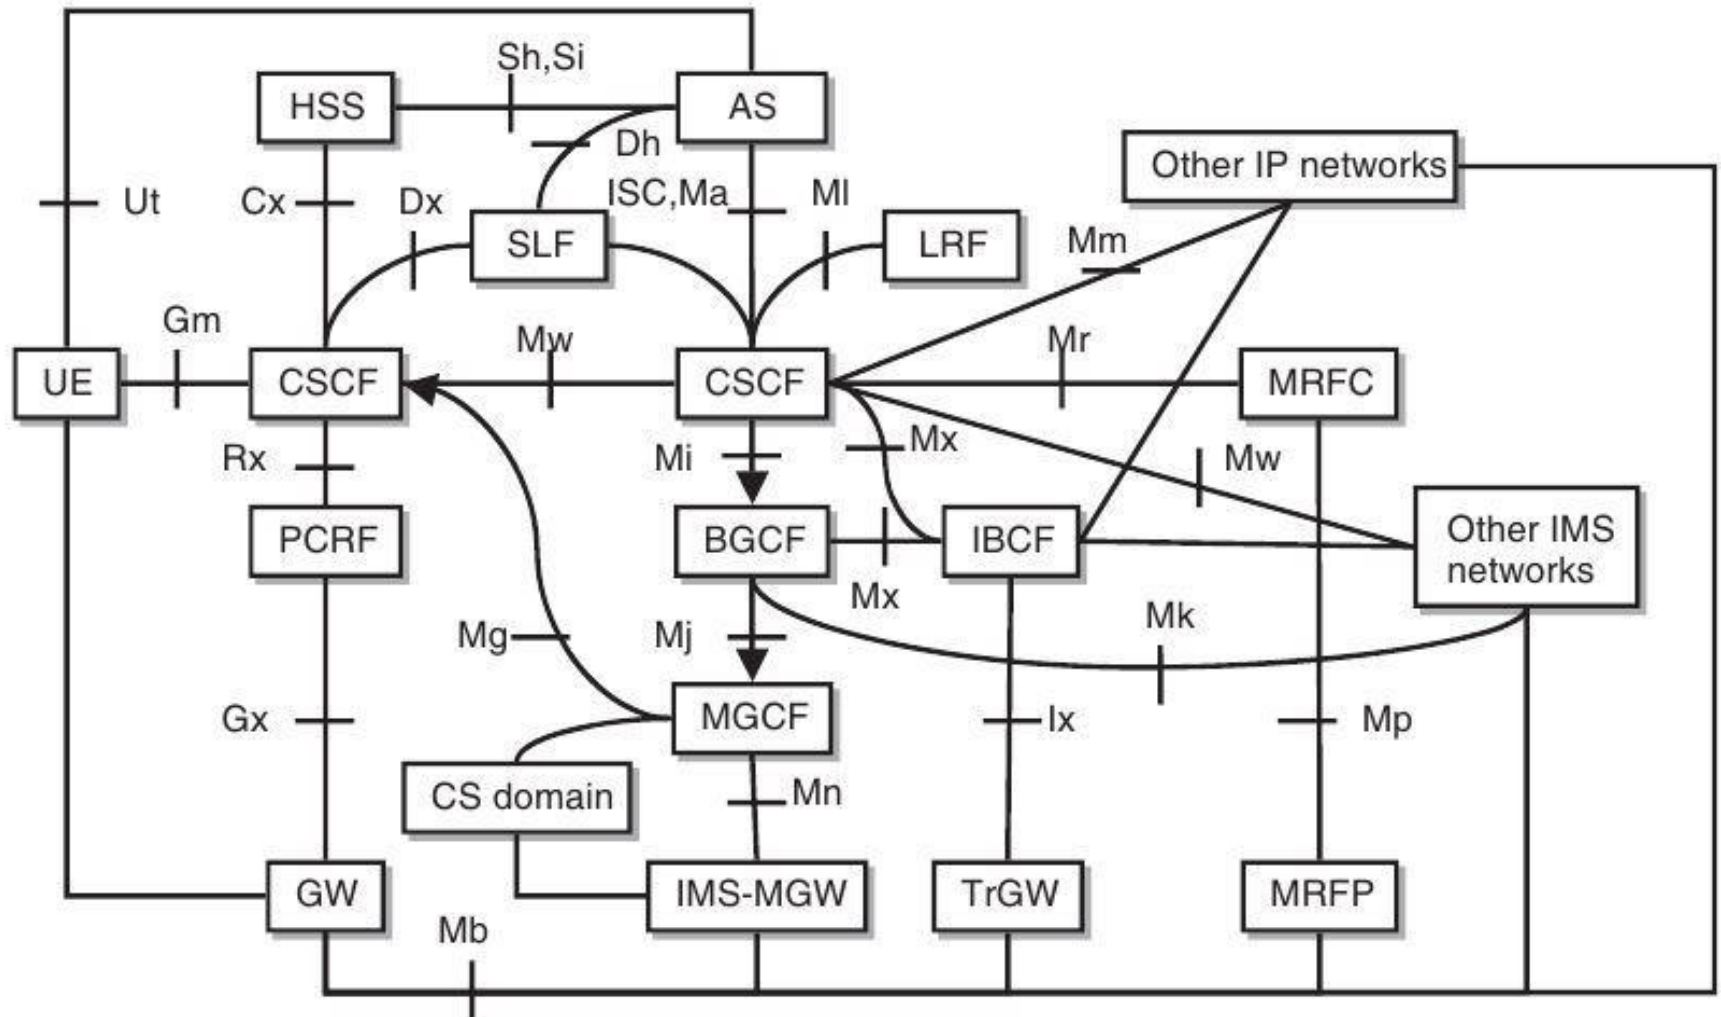 Sh,Si
HSS
AS
Dh
Other IP networks
Ut
Cx
Dx
ISC,Ma
Ml
SLF
LRF
Mm
Gm
Mw
Mr
UE
CSCF
CSCF
MRFC
Rx
Mi
Mx
Mw
PCRF
BGCF
IBCF
Other IMS
networks
Mx
Mk
Mg
Mj
Gx
MGCF
Ix
Mp
CS domain
Mn
GW
IMS-MGW
TrGW
MRFP
Mb